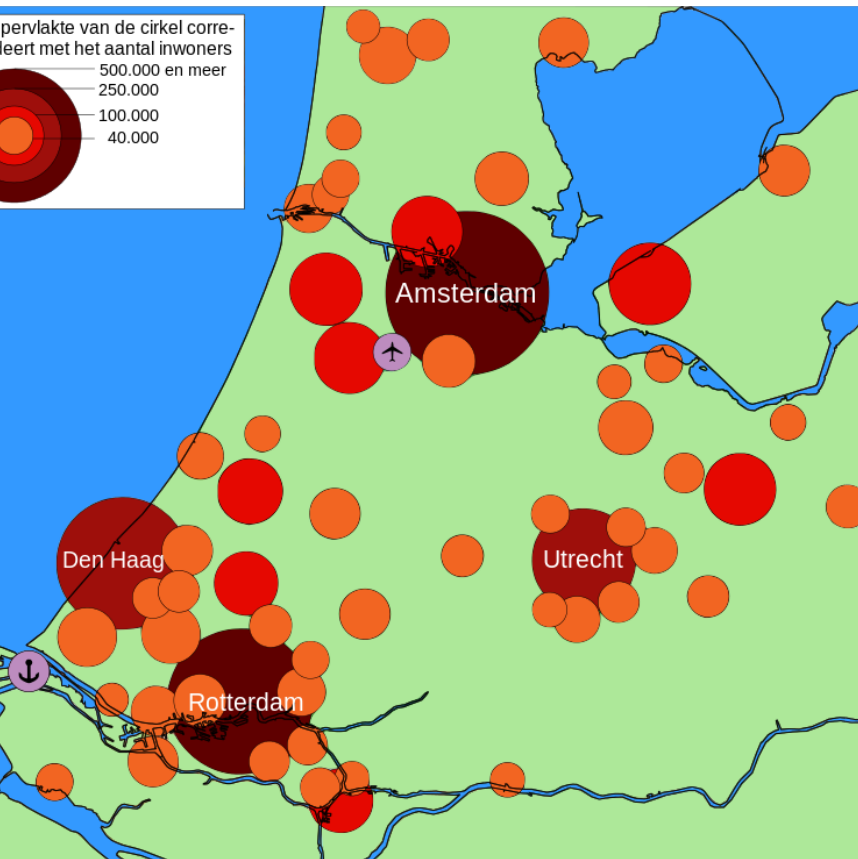 pervlakte van de cirkel corre-
leert met het aantal inwoners
500.000 en meer
250.000
100.000
40.000
Amsterdam
Den Haag
Utrecht
Rotterdam